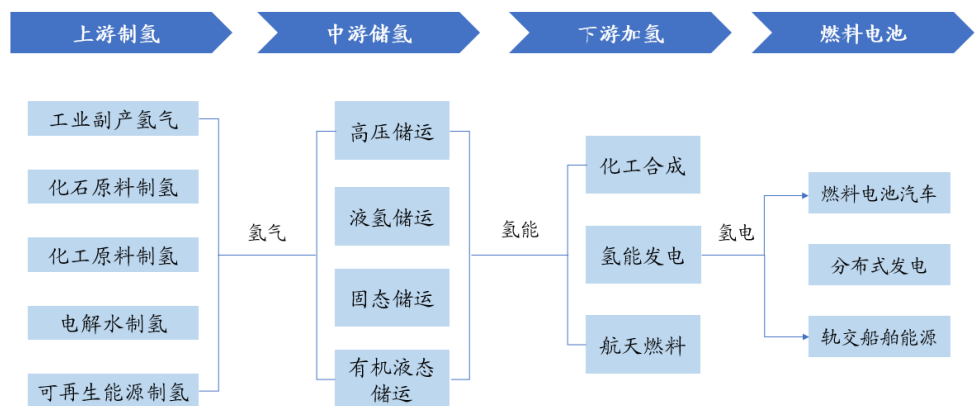 上游制氢
中游储氢
下游加氢
燃料电池
工业副产氢气
化石原料制氢
化工原料制氢
电解水制氢
可再生能源制氢
氢气
高压储运
液氢储运
固态储运
有机液态
储运
氢能
化工合成
氢能发电
航天燃料
氢电
燃料电池汽车
分布式发电
轨交船舶能源